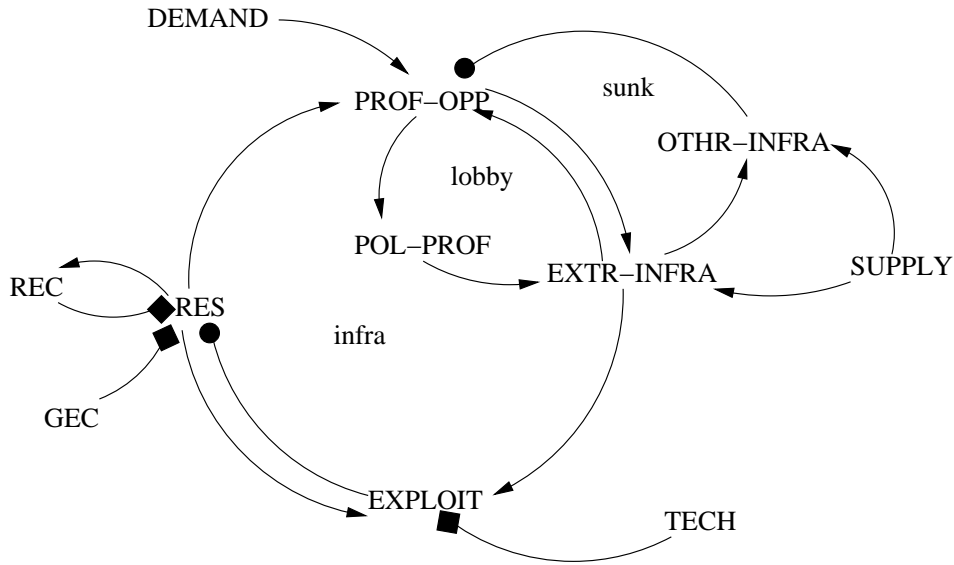 DEMAND
sunk
PROF–OPP
OTHR–INFRA
lobby
POL–PROF
EXTR–INFRA
SUPPLY
REC
RES
infra
GEC
EXPLOIT
TECH